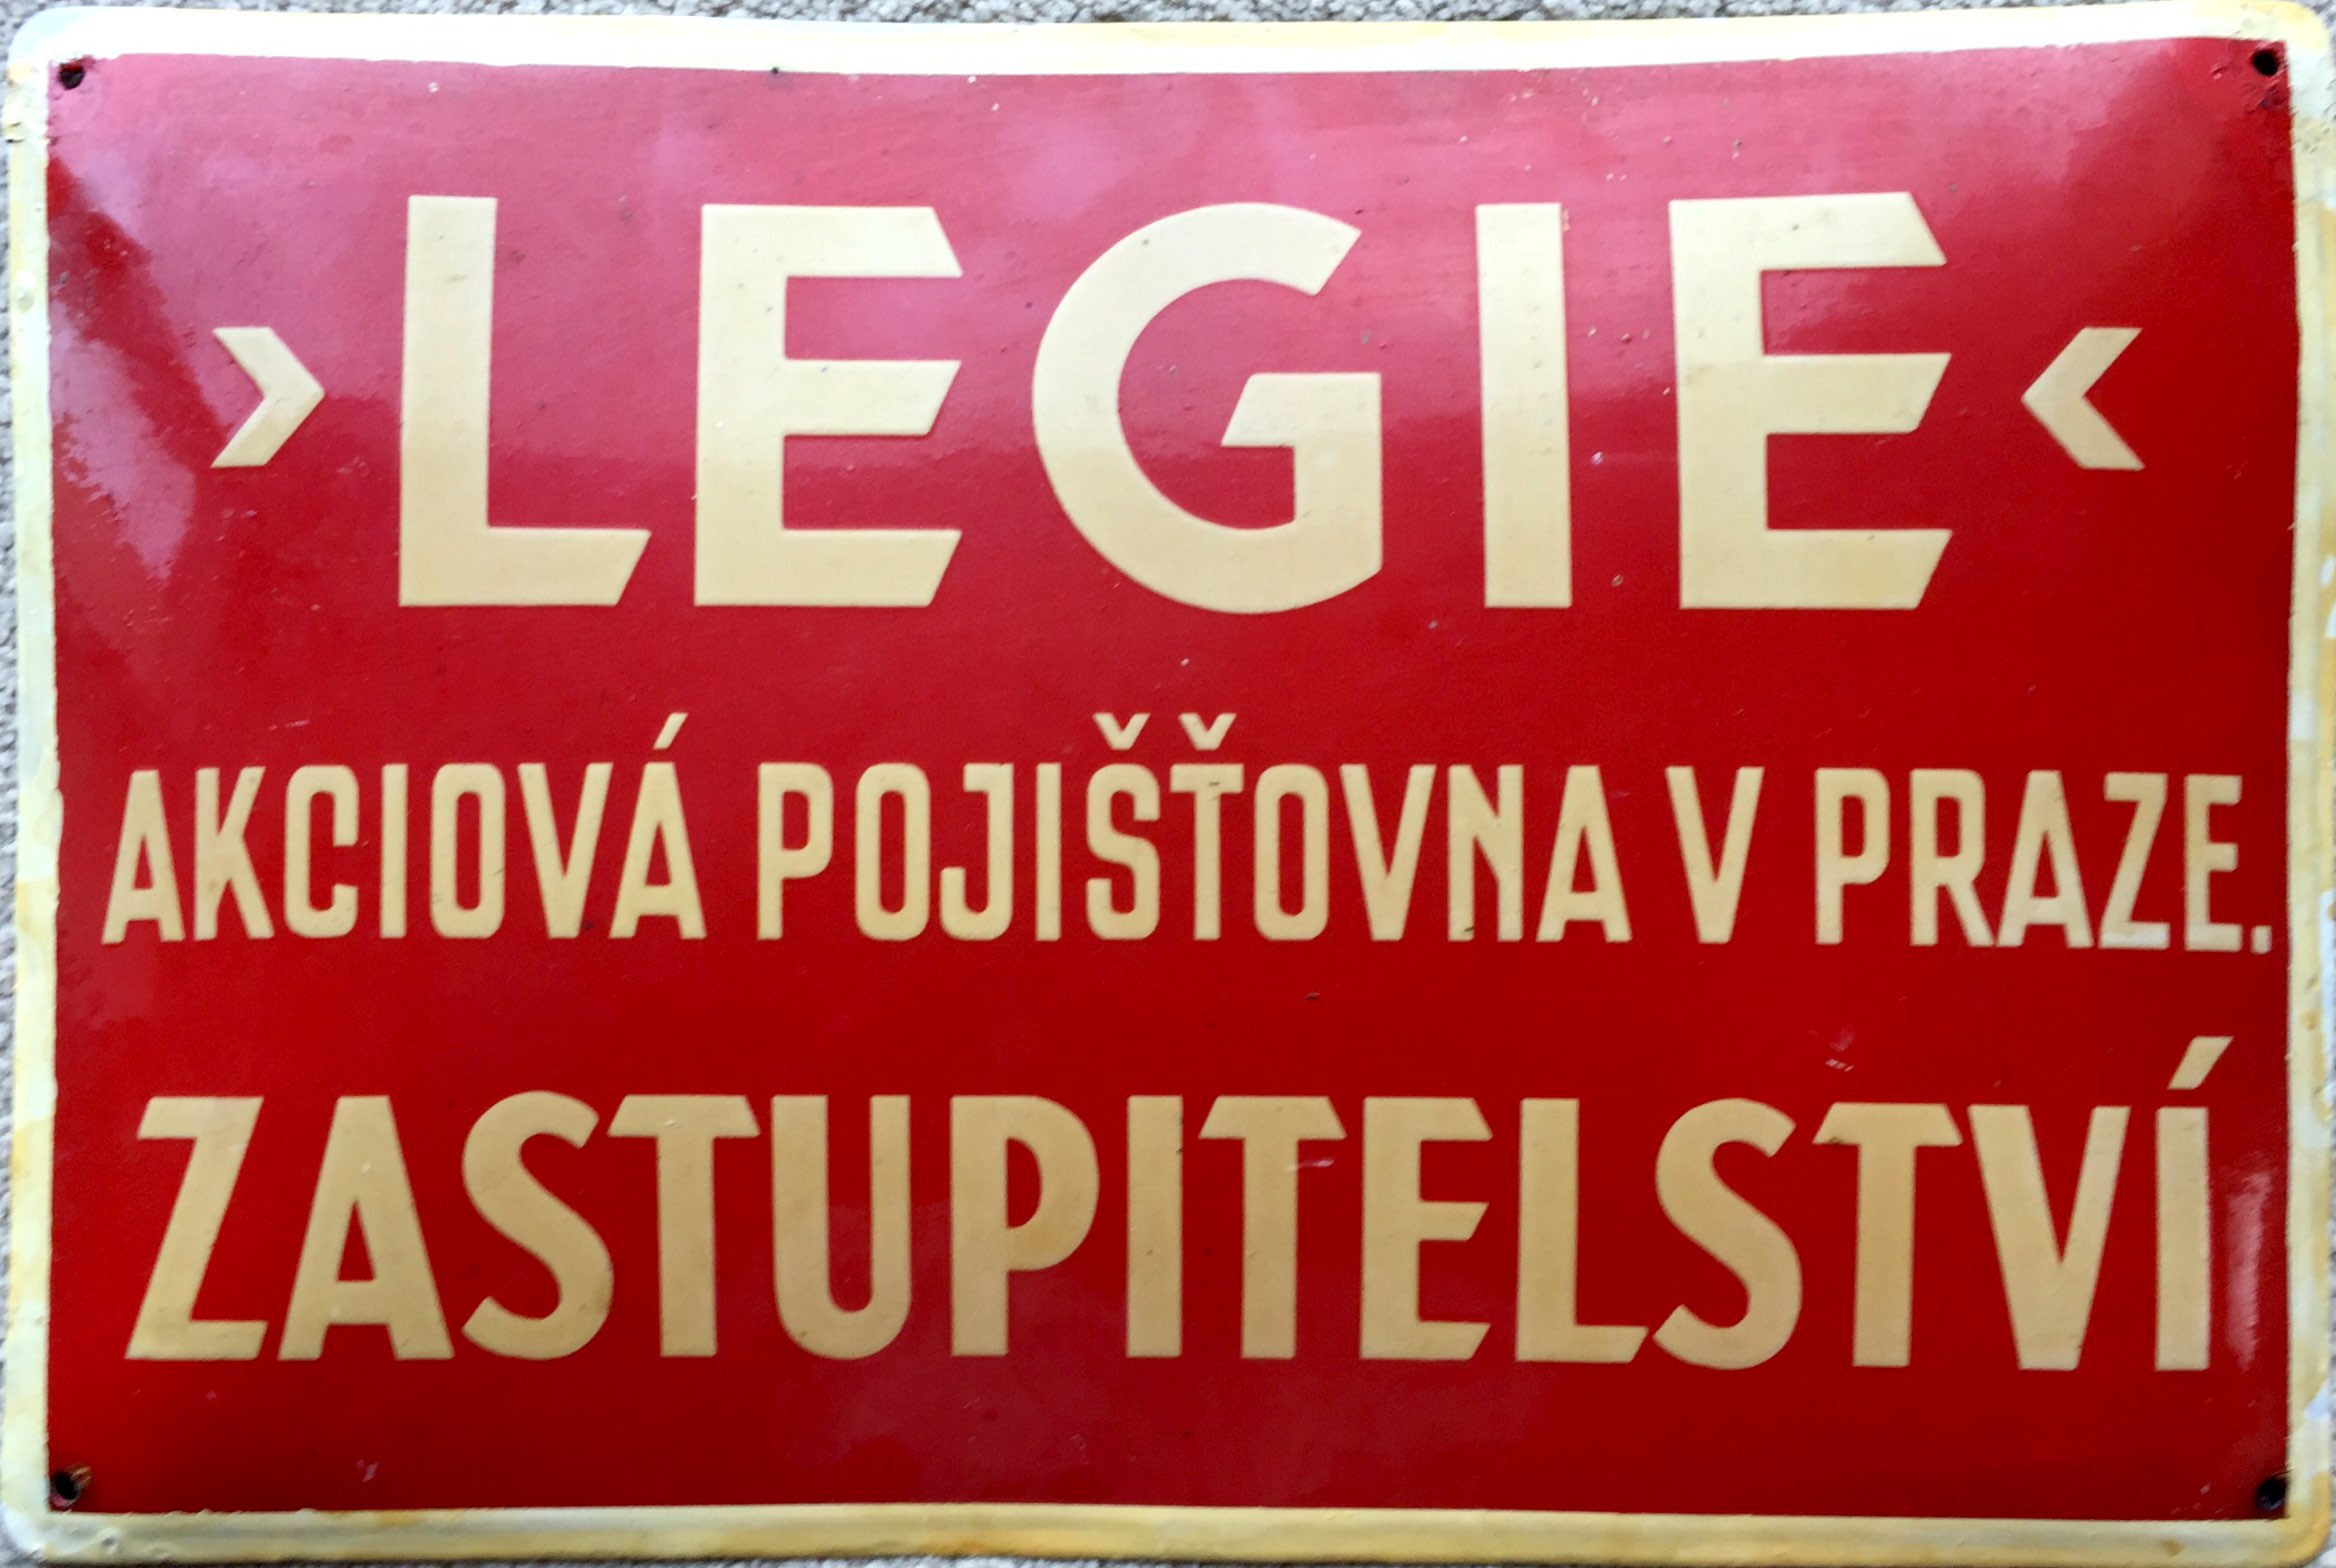 ›LEGIE‹
AKCIOVÁ POJIŠŤOVNA V PRAZE.
ZASTUPITELSTVÍ